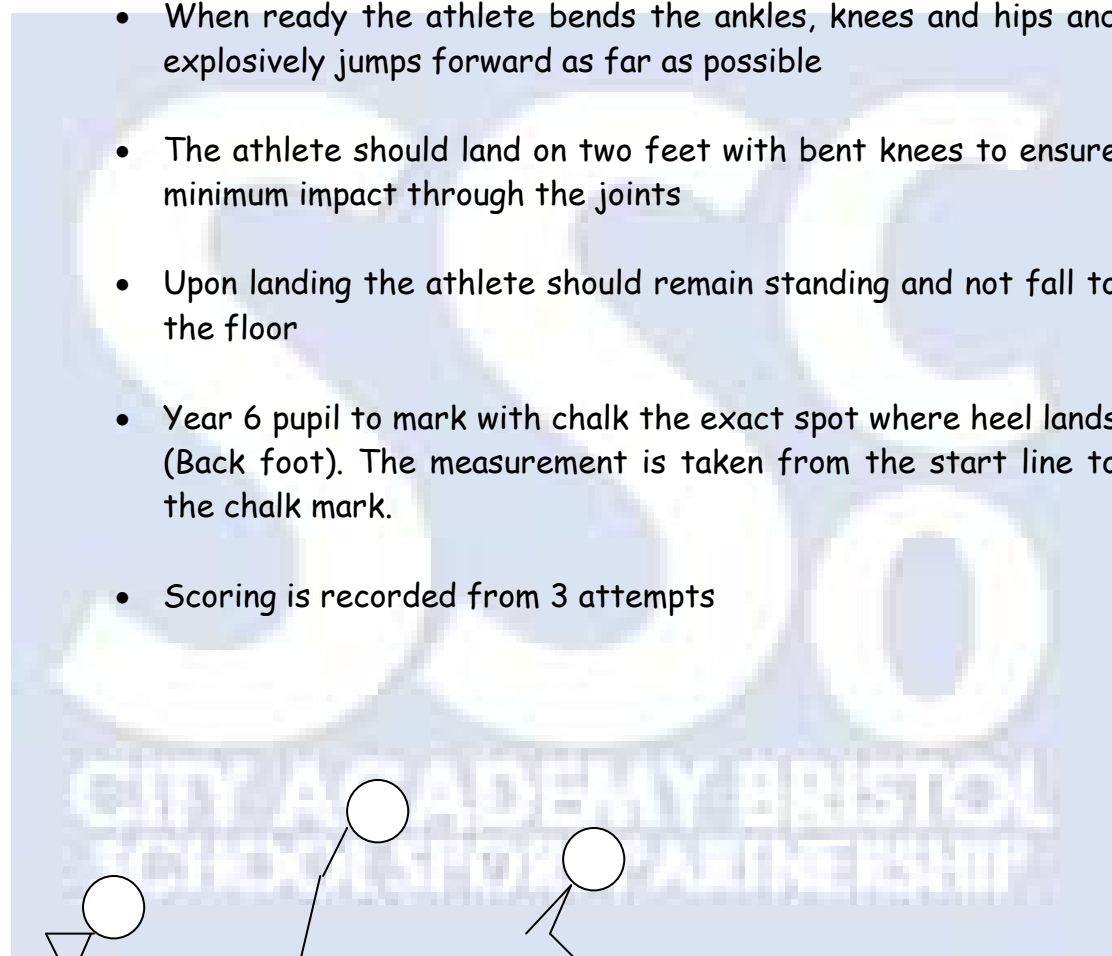 • When ready the athlete bends the ankles, knees and hips and
explosively jumps forward as far as possible
• The athlete should land on two feet with bent knees to ensure
minimum impact through the joints
• Upon landing the athlete should remain standing and not fall to
the floor
• Year 6 pupil to mark with chalk the exact spot where heel lands
(Back foot). The measurement is taken from the start line to
the chalk mark.
• Scoring is recorded from 3 attempts
SSCo
CITY ACADEMY BRISTOL
SCHOOL SPORT PARTNERSHIP